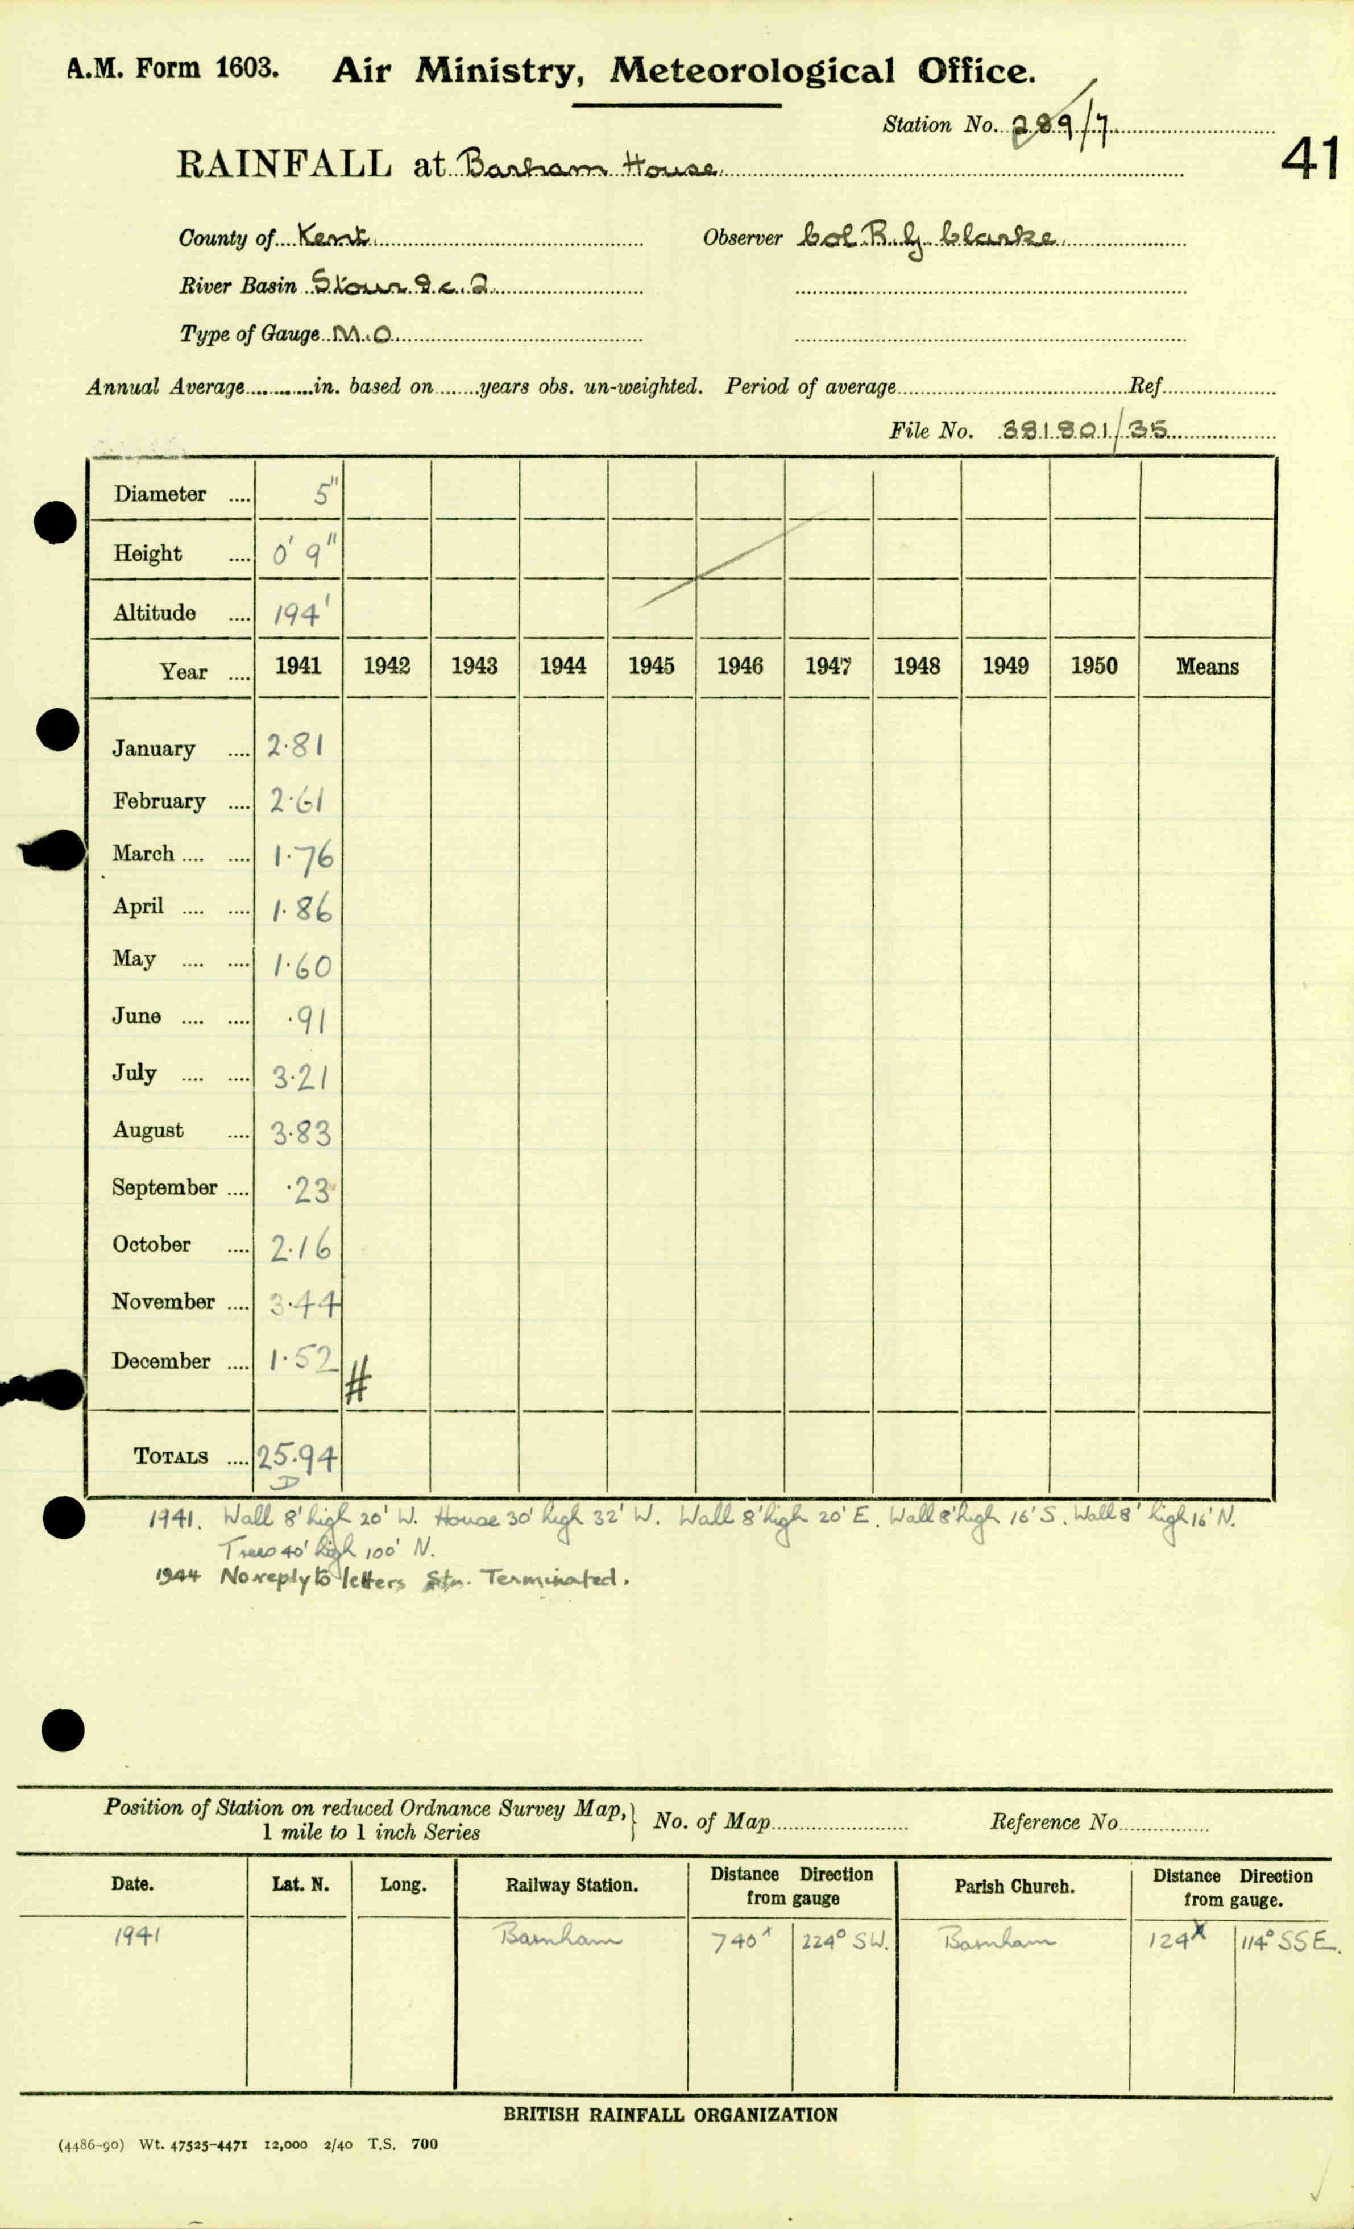 A.M. Form 1603. Air Ministry, Meteorological Office.
Station No. 289/7
41
RAINFALL at Barham House
County of Kent Observer Col R. G. Clarke
River Basin Stour &c. 2
Type of Gauge M.O.
Annual Average............in. based on.......years obs. un-weighted. Period of average Ref.
File No. 381801/35
Diameter .... 5"
Height .... 0' 9"
Altitude .... 194'
Year .... 1941 1942 1943 1944 1945 1946 1947 1948 1949 1950 Means
January .... 2.81
February .... 2.61
March .... .... 1.76
April .... .... 1.86
May .... .... 1.60
June .... .... .91
July .... .... 3.21
August .... 3.83
September .... .23
October .... 2.16
November .... 3.44
December .... 1.52 #
TOTALS .... 25.94
D
1941. Wall 8' high 20' W. House 30' high 32' W. Wall 8' high 20' E. Wall 8' high 16' S. Wall 8' high 16' N.
Trees 40' high 100' N.
1944 No reply to letters Stn. Terminated.
Position of Station on reduced Ordnance Survey Map, } No. of Map Reference No.
1 mile to 1 inch Series
Date. Lat. N. Long. Railway Station. Distance Direction from gauge Parish Church. Distance Direction from gauge.
1941 Barnham 740x 224° SW. Barnham 124x 114° SSE.
BRITISH RAINFALL ORGANIZATION
(4486-90) Wt. 47525-4471 12,000 2/40 T.S. 700